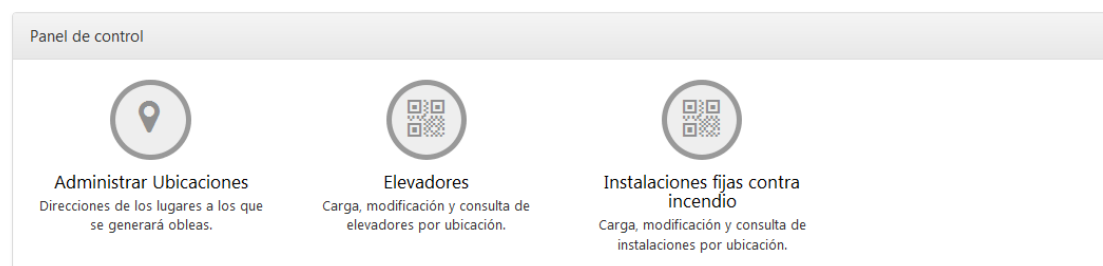 Panel de control
Administrar Ubicaciones
Direcciones de los lugares a los que
se generará obleas.
Elevadores
Carga, modificación y consulta de
elevadores por ubicación.
Instalaciones fijas contra
incendio
Carga, modificación y consulta de
instalaciones por ubicación.